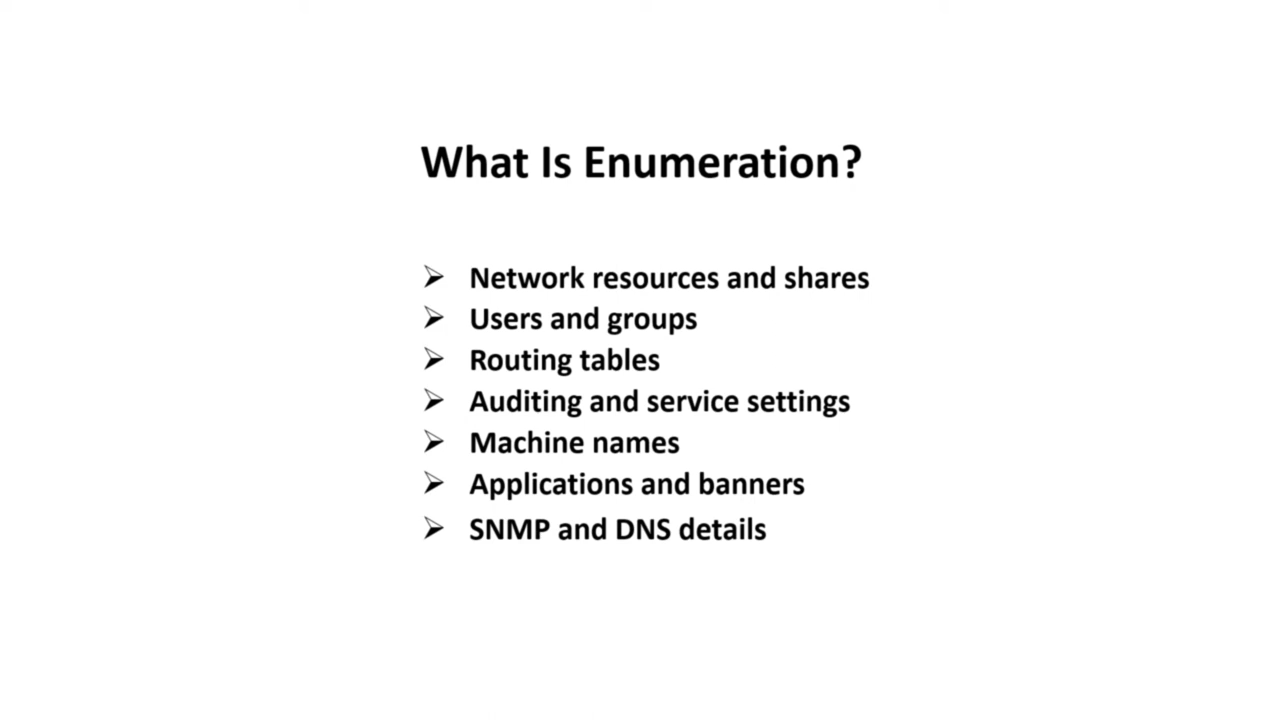 What Is Enumeration?
➢ Network resources and shares
➢ Users and groups
➢ Routing tables
➢ Auditing and service settings
➢ Machine names
➢ Applications and banners
➢ SNMP and DNS details